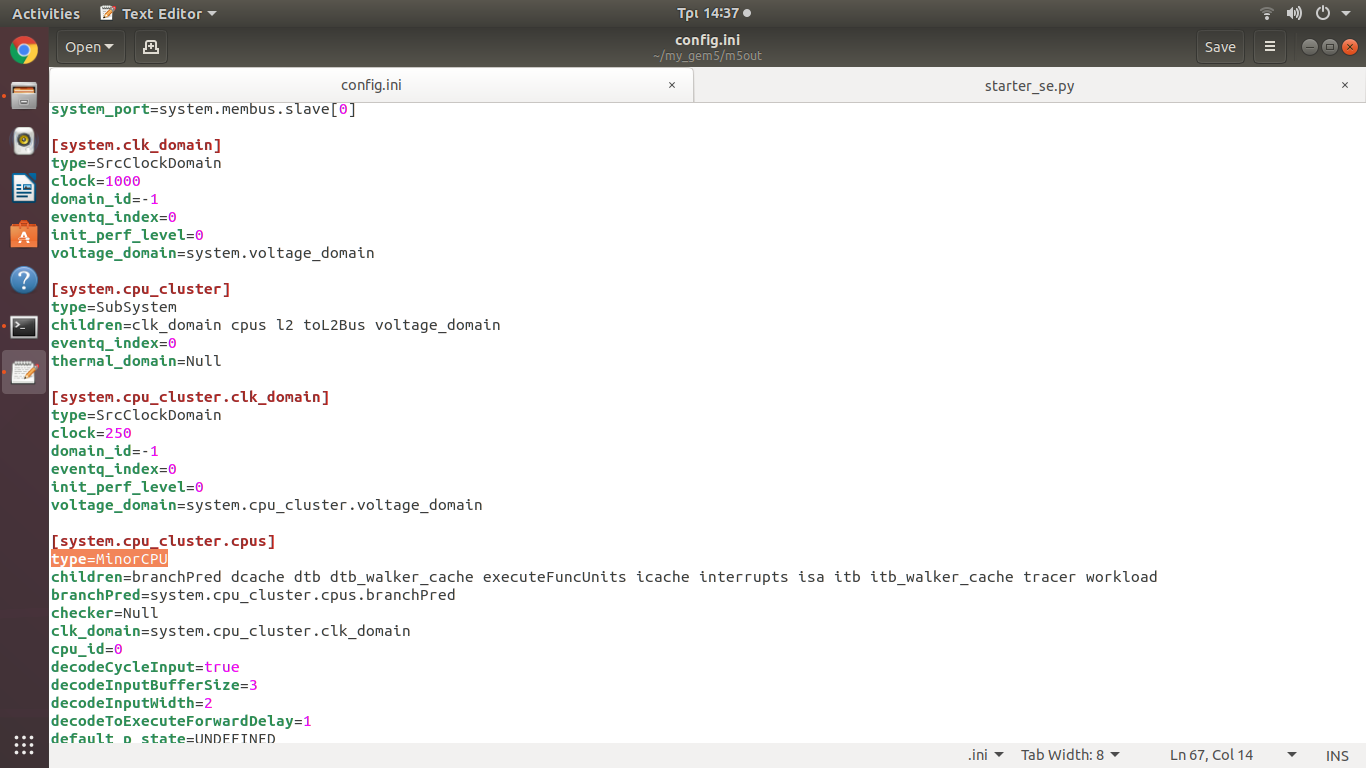 Activities Text Editor Τρι 14:37
Open config.ini Save
~/my_gem5/m5out
config.ini × starter_se.py ×
system_port=system.membus.slave[0]
[system.clk_domain]
type=SrcClockDomain
clock=1000
domain_id=-1
eventq_index=0
init_perf_level=0
voltage_domain=system.voltage_domain
[system.cpu_cluster]
type=SubSystem
children=clk_domain cpus l2 toL2Bus voltage_domain
eventq_index=0
thermal_domain=Null
[system.cpu_cluster.clk_domain]
type=SrcClockDomain
clock=250
domain_id=-1
eventq_index=0
init_perf_level=0
voltage_domain=system.cpu_cluster.voltage_domain
[system.cpu_cluster.cpus]
type=MinorCPU
children=branchPred dcache dtb dtb_walker_cache executeFuncUnits icache interrupts isa itb itb_walker_cache tracer workload
branchPred=system.cpu_cluster.cpus.branchPred
checker=Null
clk_domain=system.cpu_cluster.clk_domain
cpu_id=0
decodeCycleInput=true
decodeInputBufferSize=3
decodeInputWidth=2
decodeToExecuteForwardDelay=1
default_p_state=UNDEFINED
.ini Tab Width: 8 Ln 67, Col 14 INS